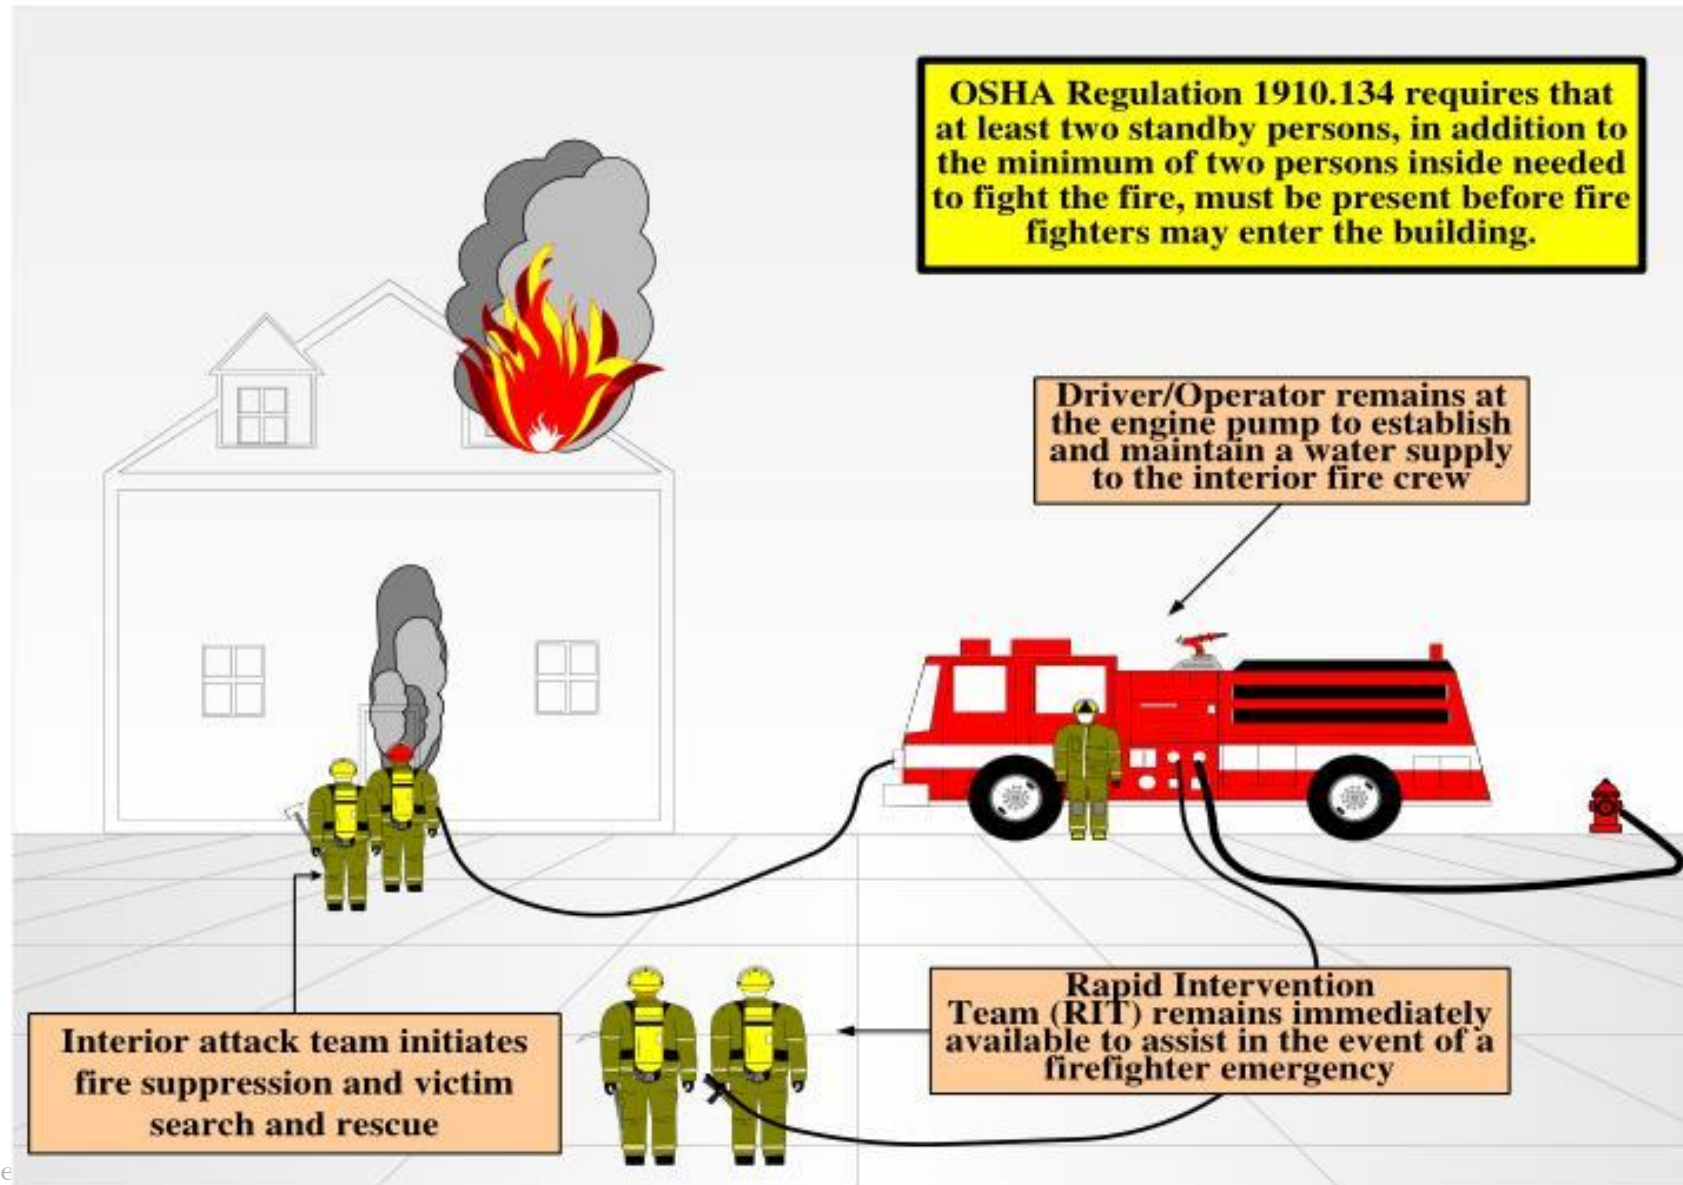 OSHA Regulation 1910.134 requires that
at least two standby persons, in addition to
the minimum of two persons inside needed
to fight the fire, must be present before fire
fighters may enter the building.
Driver/Operator remains at
the engine pump to establish
and maintain a water supply
to the interior fire crew
Interior attack team initiates
fire suppression and victim
search and rescue
Rapid Intervention
Team (RIT) remains immediately
available to assist in the event of a
firefighter emergency
e